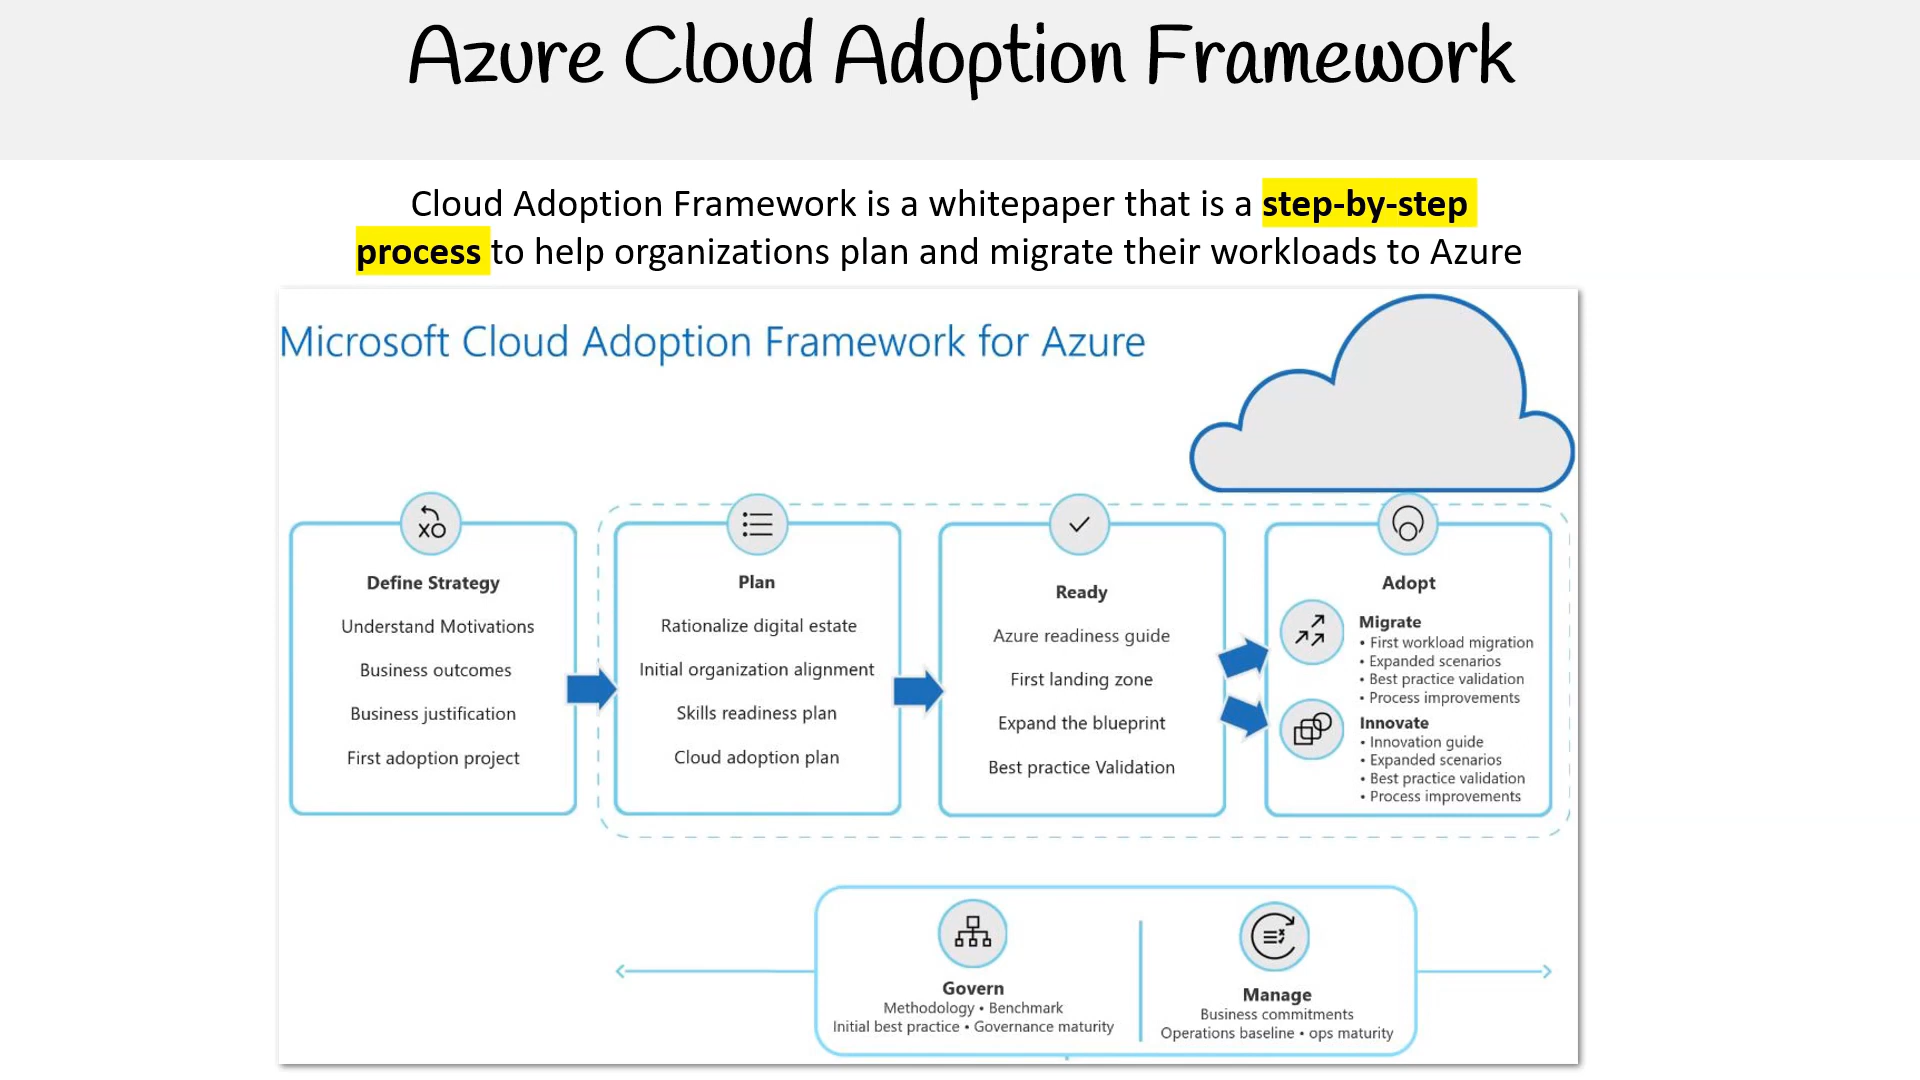 Azure Cloud Adoption Framework
Cloud Adoption Framework is a whitepaper that is a step-by-step
process to help organizations plan and migrate their workloads to Azure
Microsoft Cloud Adoption Framework for Azure
Define Strategy
Understand Motivations
Business outcomes
Business justification
First adoption project
Plan
Rationalize digital estate
Initial organization alignment
Skills readiness plan
Cloud adoption plan
Ready
Azure readiness guide
First landing zone
Expand the blueprint
Best practice Validation
Adopt
Migrate
• First workload migration
• Expanded scenarios
• Best practice validation
• Process improvements
Innovate
• Innovation guide
• Expanded scenarios
• Best practice validation
• Process improvements
Govern
Methodology • Benchmark
Initial best practice • Governance maturity
Manage
Business commitments
Operations baseline • ops maturity